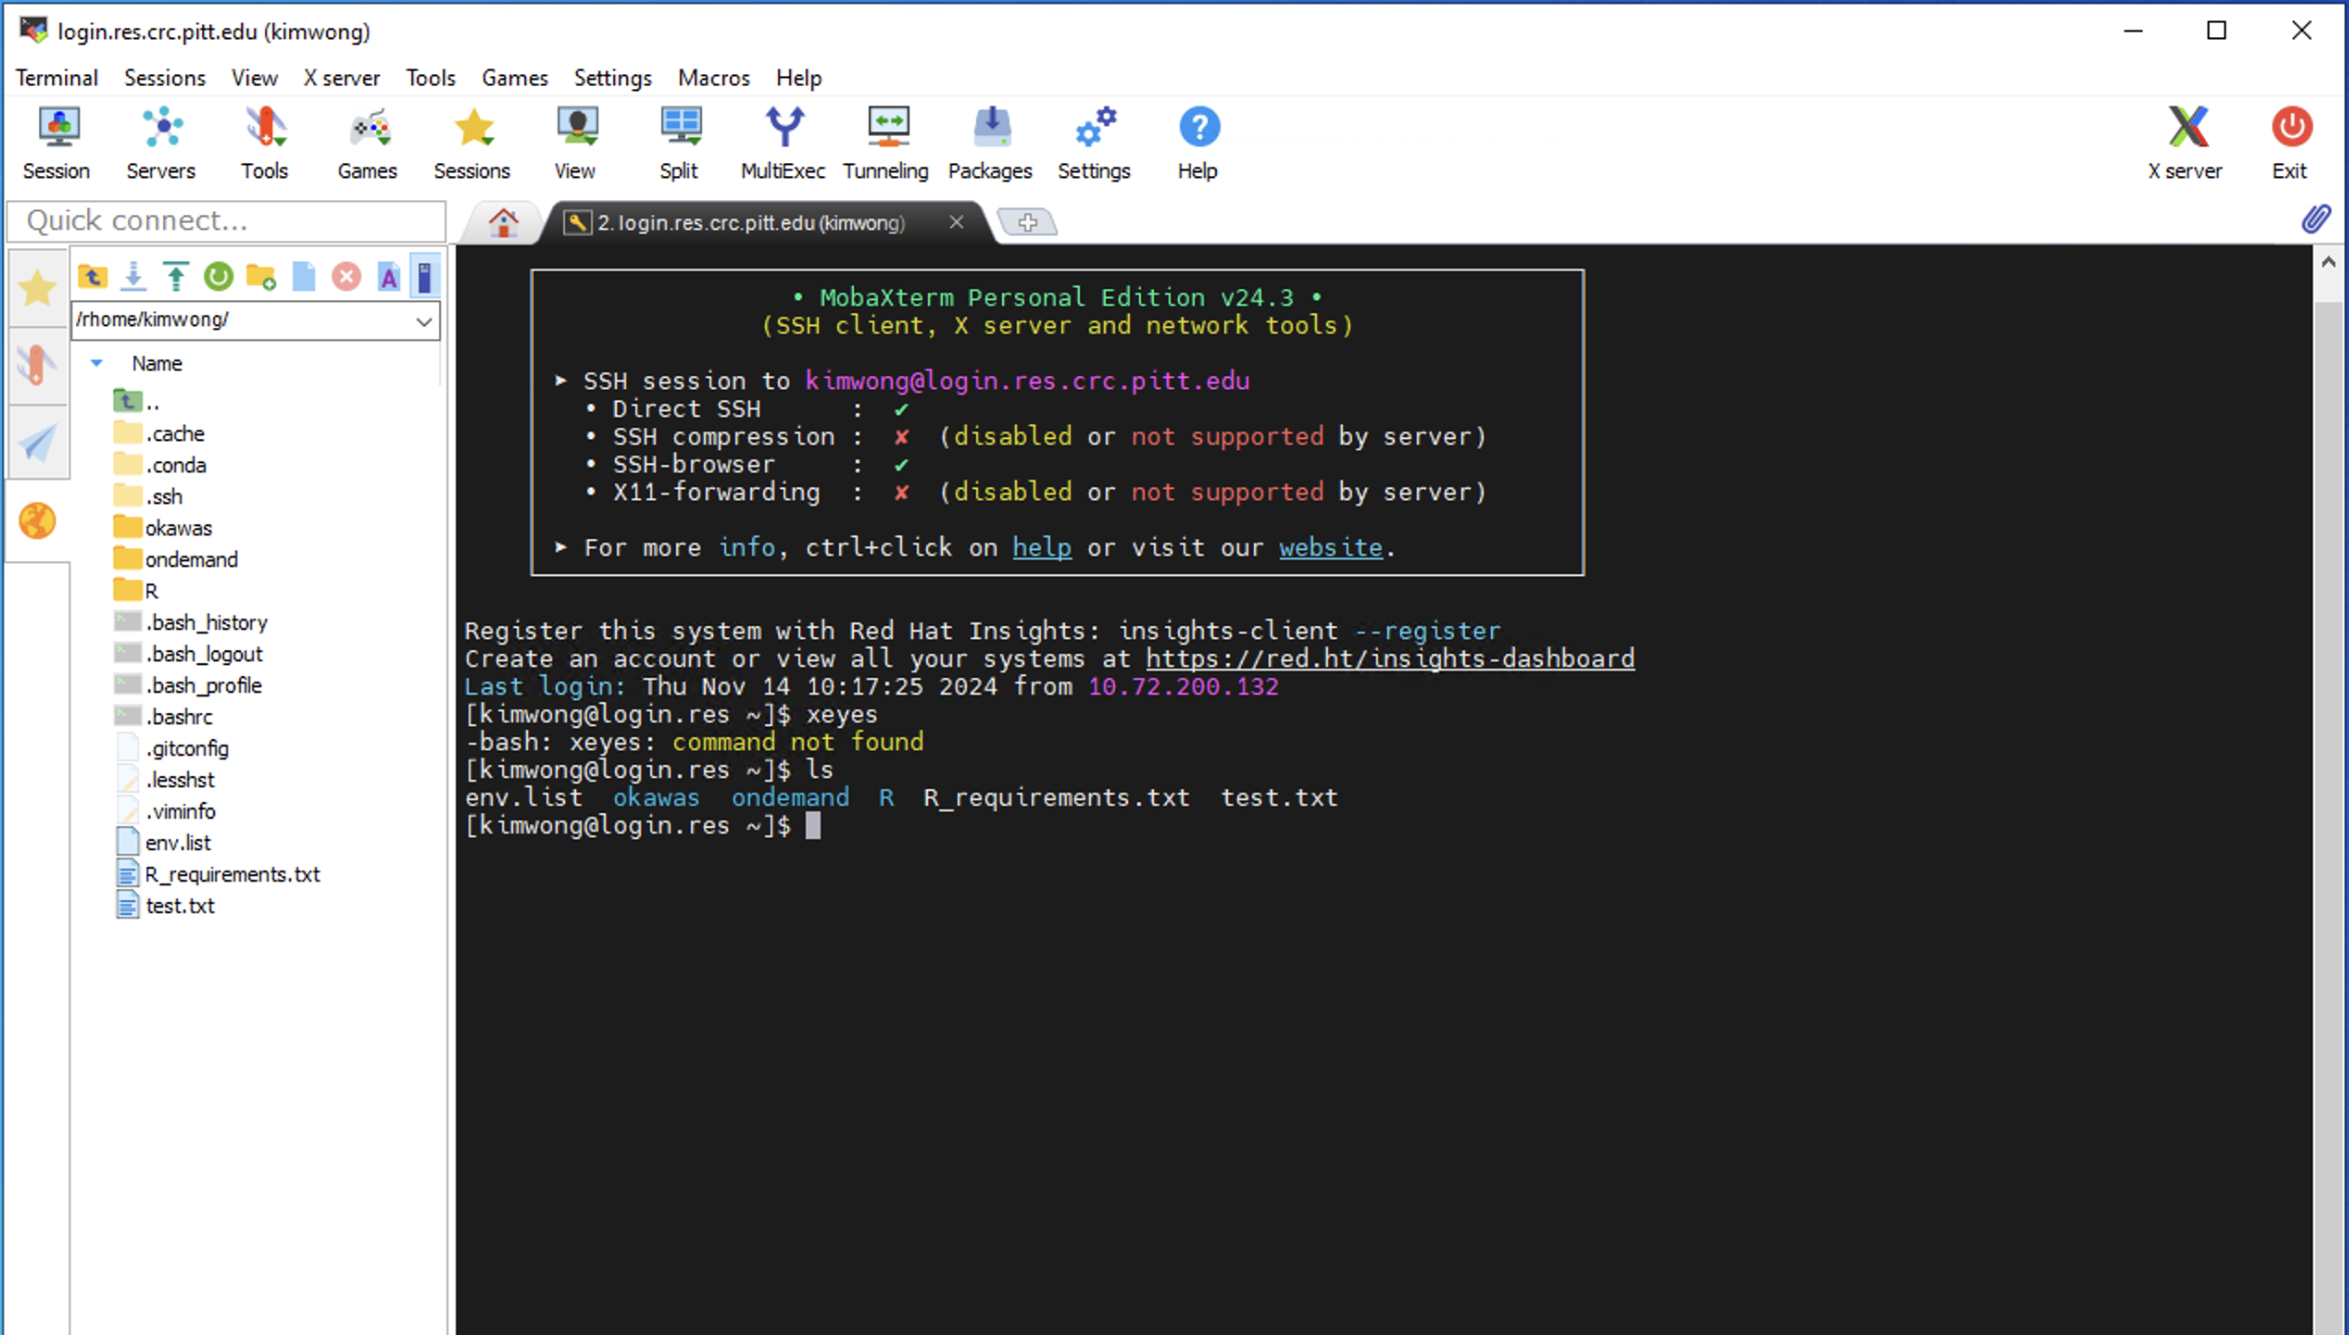 login.res.crc.pitt.edu (kimwong)
Terminal Sessions View X server Tools Games Settings Macros Help
Session Servers Tools Games Sessions View Split MultiExec Tunneling Packages Settings Help X server Exit
Quick connect...
2. login.res.crc.pitt.edu (kimwong)
/rhome/kimwong/
Name
..
.cache
.conda
.ssh
okawas
ondemand
R
.bash_history
.bash_logout
.bash_profile
.bashrc
.gitconfig
.lesshst
.viminfo
env.list
R_requirements.txt
test.txt
• MobaXterm Personal Edition v24.3 •
(SSH client, X server and network tools)
➤ SSH session to kimwong@login.res.crc.pitt.edu
• Direct SSH : ✔
• SSH compression : ✘ (disabled or not supported by server)
• SSH-browser : ✔
• X11-forwarding : ✘ (disabled or not supported by server)
➤ For more info, ctrl+click on help or visit our website.
Register this system with Red Hat Insights: insights-client --register
Create an account or view all your systems at https://red.ht/insights-dashboard
Last login: Thu Nov 14 10:17:25 2024 from 10.72.200.132
[kimwong@login.res ~]$ xeyes
-bash: xeyes: command not found
[kimwong@login.res ~]$ ls
env.list okawas ondemand R R_requirements.txt test.txt
[kimwong@login.res ~]$